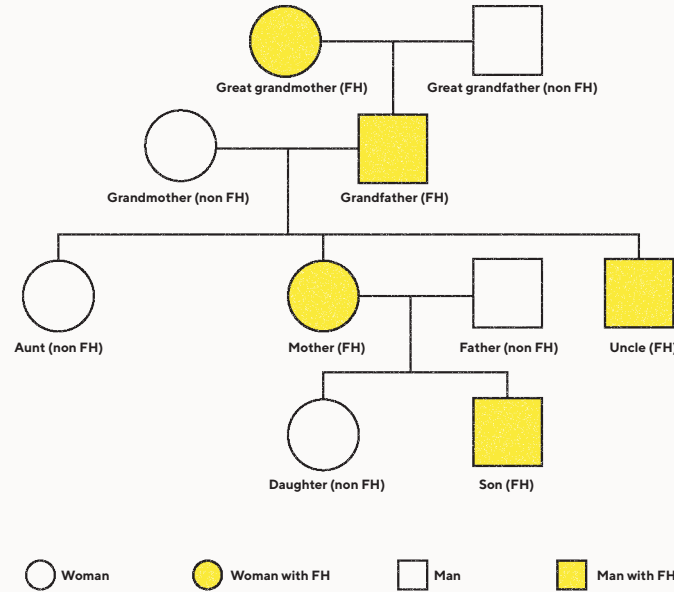 Great grandmother (FH)
Great grandfather (non FH)
Grandmother (non FH)
Grandfather (FH)
Aunt (non FH)
Mother (FH)
Father (non FH)
Uncle (FH)
Daughter (non FH)
Son (FH)
Woman
Woman with FH
Man
Man with FH